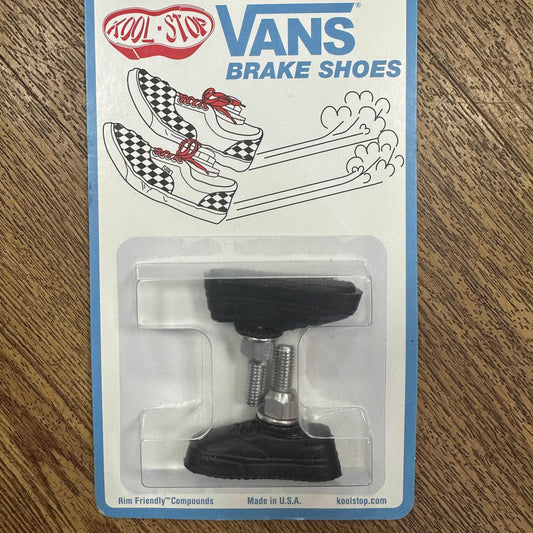 KOOL-STOP
VANS®
BRAKE SHOES
Rim Friendly™ Compounds Made in U.S.A. koolstop.com